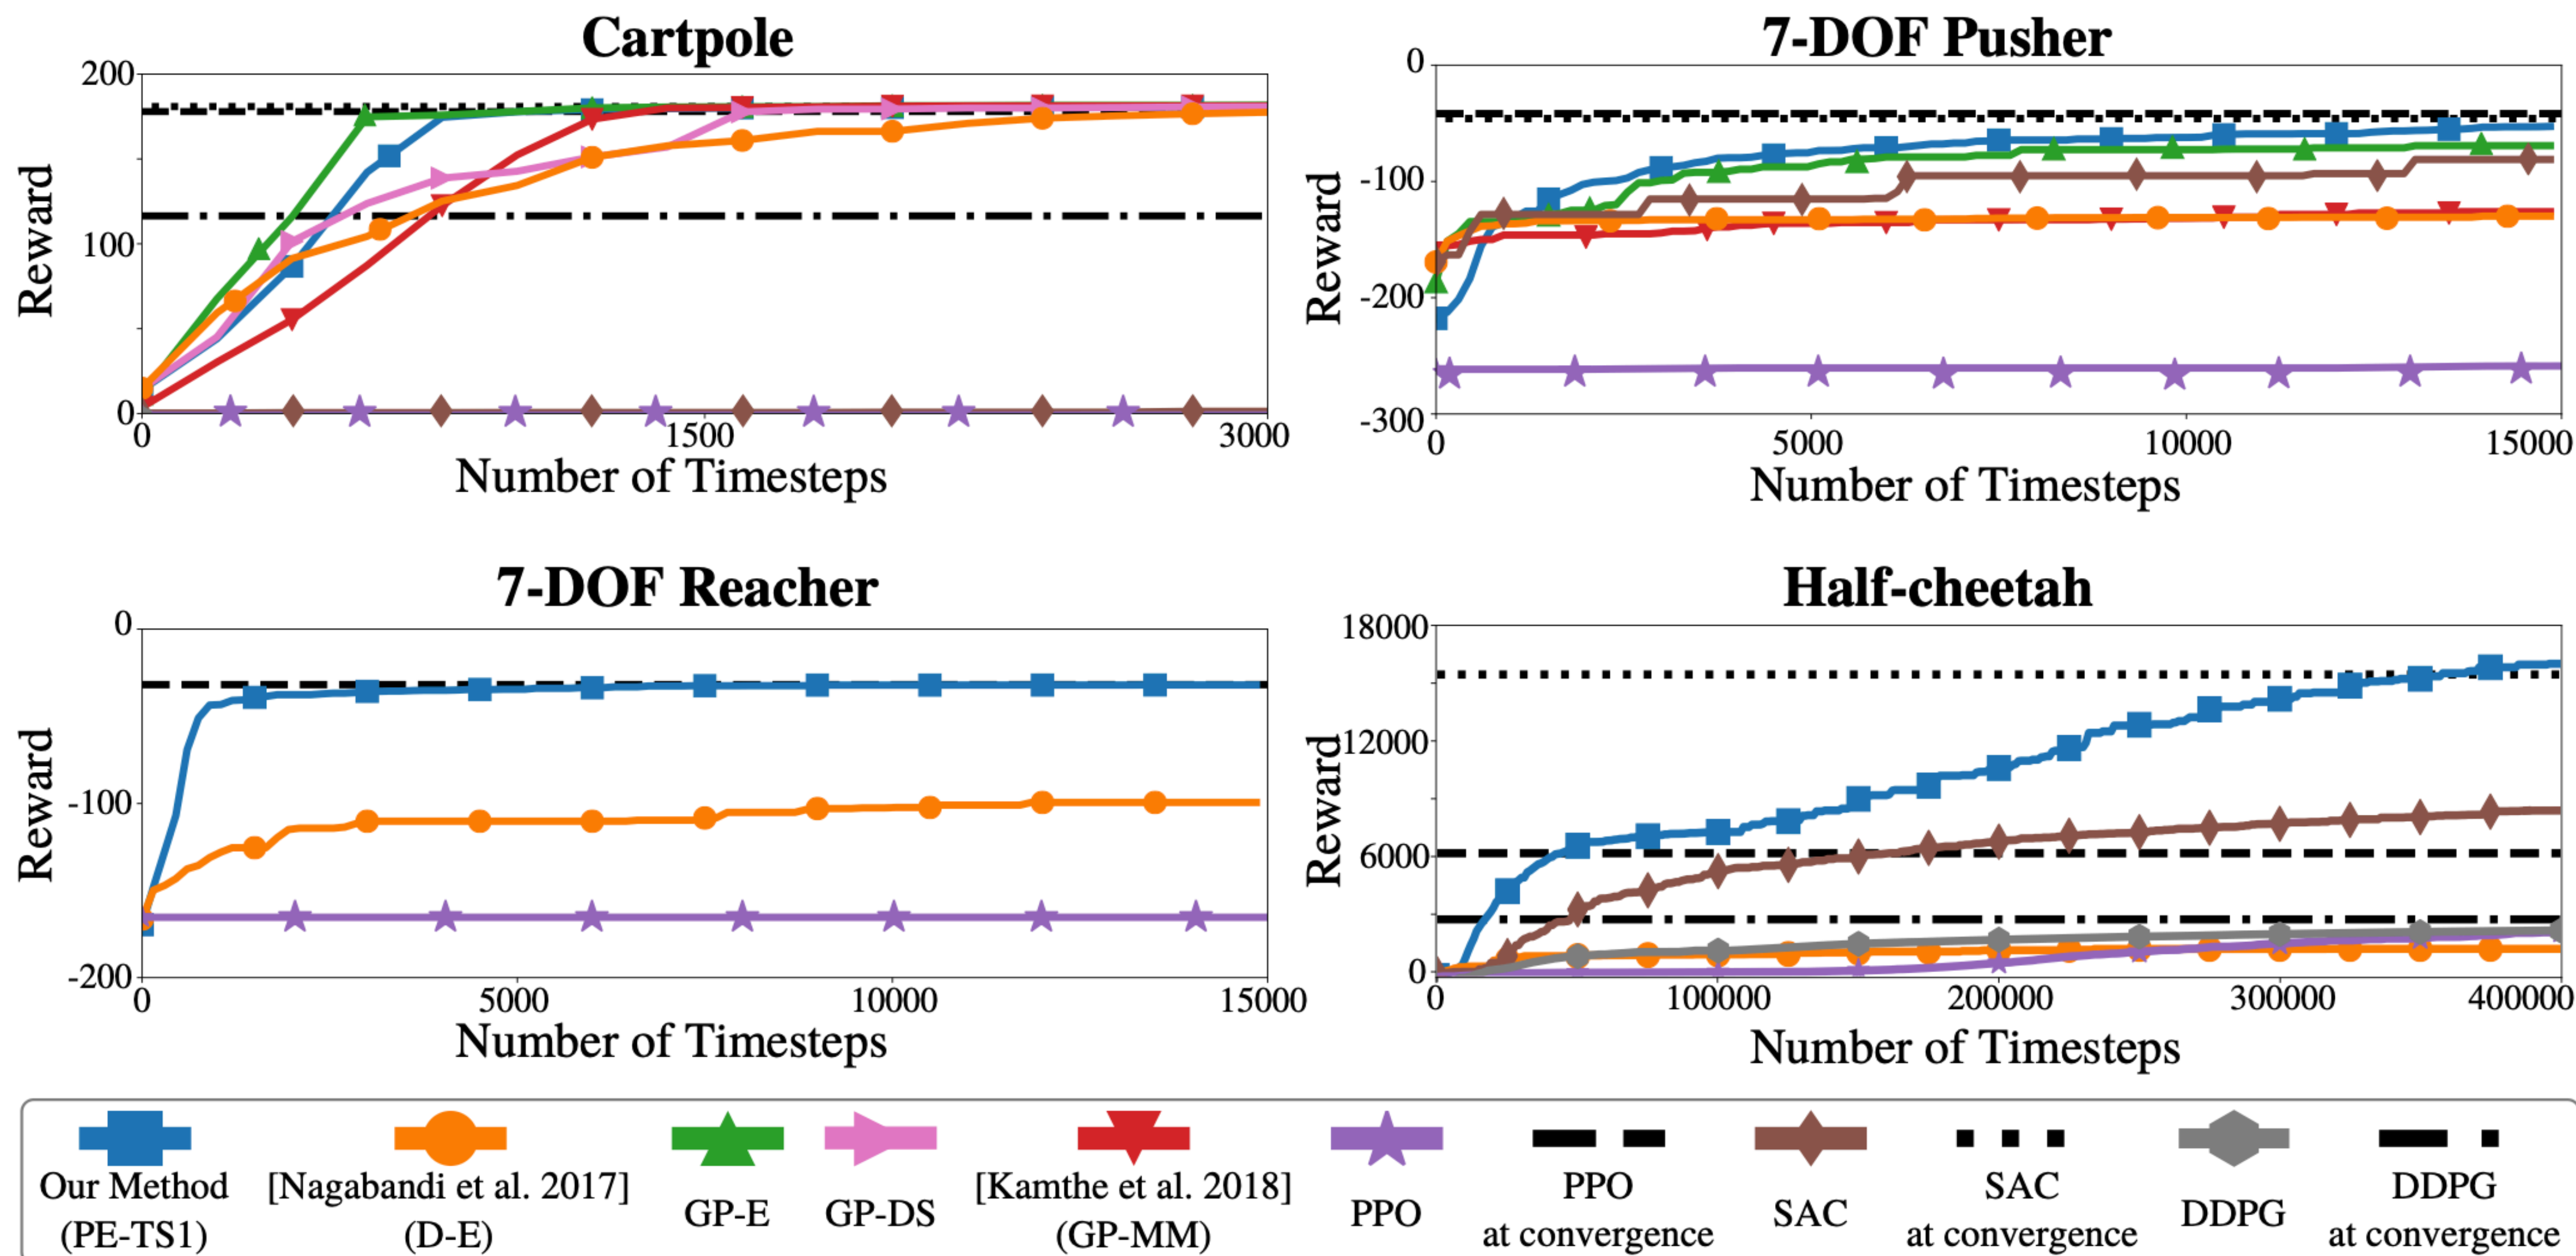 Cartpole
200
100
0
Reward
0 1500 3000
Number of Timesteps
7-DOF Pusher
0
-100
-200
-300
Reward
0 5000 10000 15000
Number of Timesteps
7-DOF Reacher
0
-100
-200
Reward
0 5000 10000 15000
Number of Timesteps
Half-cheetah
18000
12000
6000
0
Reward
0 100000 200000 300000 400000
Number of Timesteps
Our Method
(PE-TS1)
[Nagabandi et al. 2017]
(D-E)
GP-E
GP-DS
[Kamthe et al. 2018]
(GP-MM)
PPO
PPO
at convergence
SAC
SAC
at convergence
DDPG
DDPG
at convergence